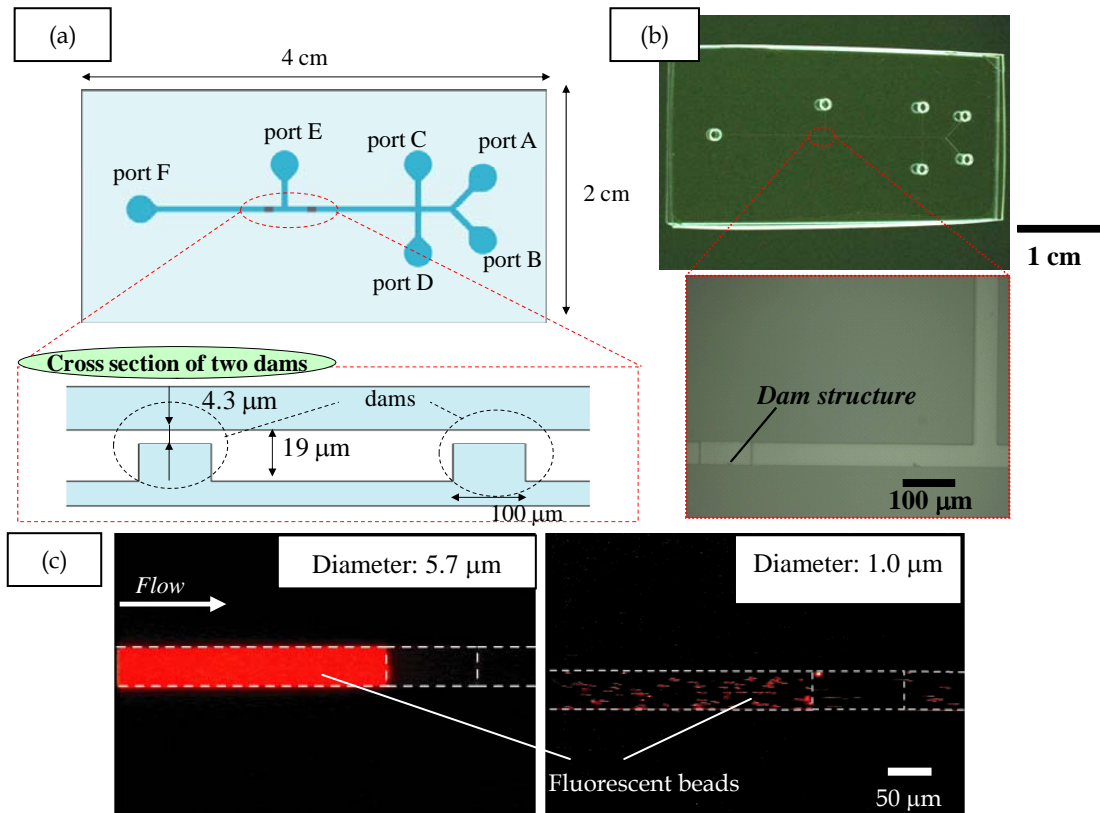 (a)
4 cm
port E
port C
port A
port F
2 cm
port B
port D
Cross section of two dams
4.3 µm
dams
19 µm
100 µm
(b)
1 cm
Dam structure
100 µm
(c)
Diameter: 5.7 µm
Flow
Diameter: 1.0 µm
Fluorescent beads
50 µm